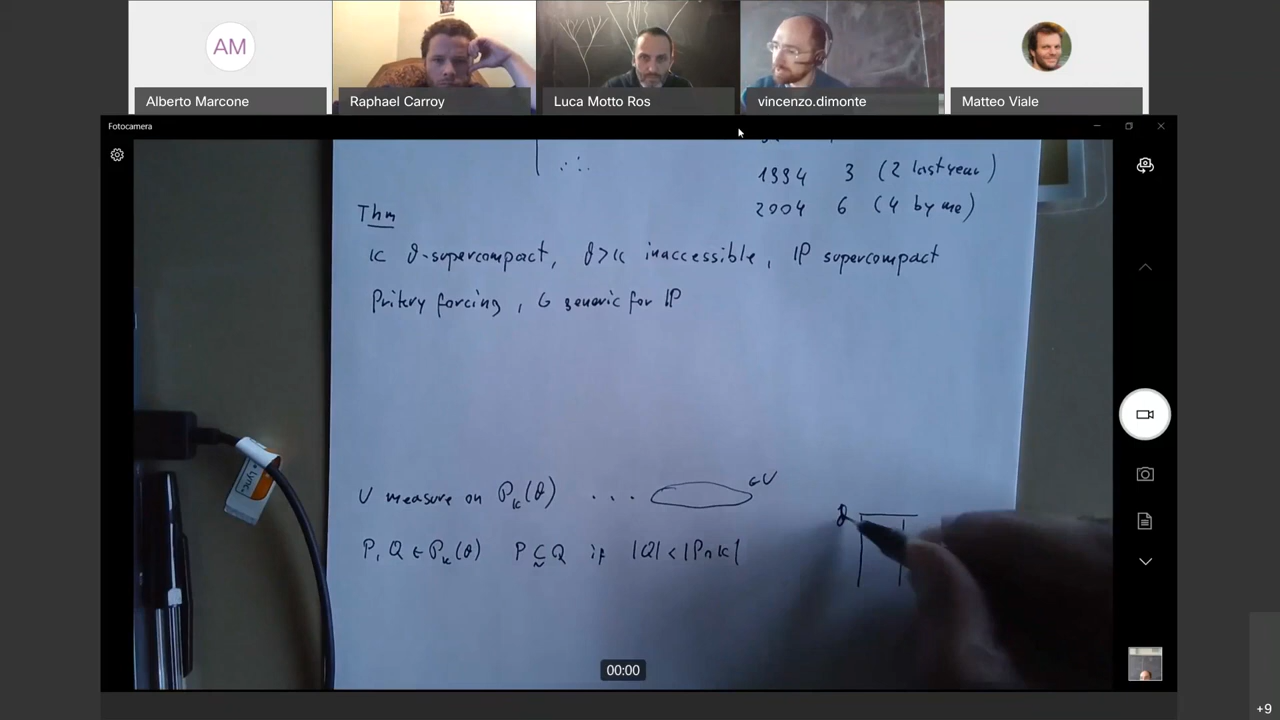 AM
Alberto Marcone
Raphael Carroy
Luca Motto Ros
vincenzo.dimonte
Matteo Viale
Fotocamera
1994 3 (2 last year)
2004 6 (4 by me)
Thm
κ θ-supercompact, θ>κ inaccessible, ℙ supercompact
Prikry forcing, G generic for ℙ
U measure on P_κ(θ) ... ∈U
P, Q ∈ P_κ(θ) P ⊂̰ Q if |Q| < |P∩κ|
θ
Lync
00:00
+9